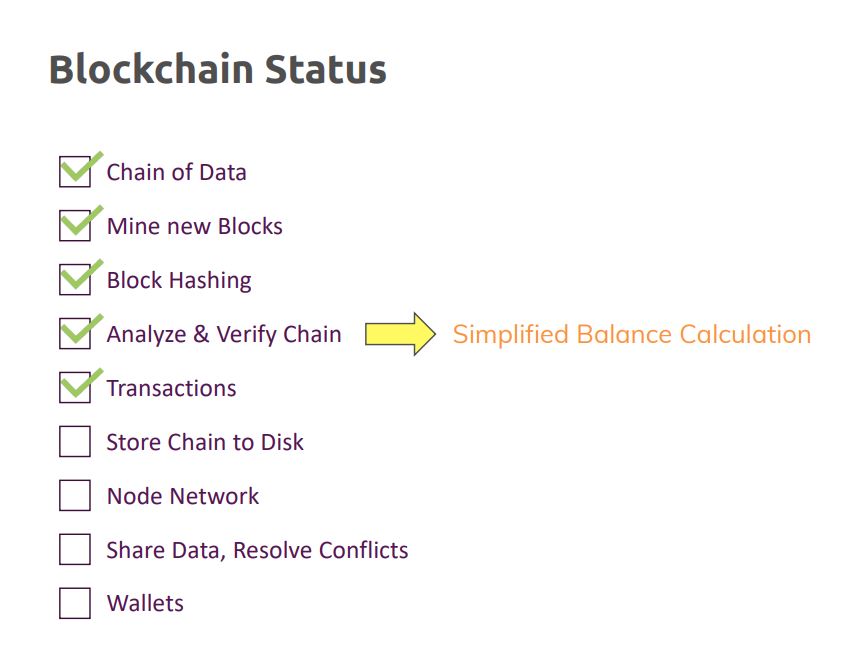 Blockchain Status
Chain of Data
Mine new Blocks
Block Hashing
Analyze & Verify Chain Simplified Balance Calculation
Transactions
Store Chain to Disk
Node Network
Share Data, Resolve Conflicts
Wallets